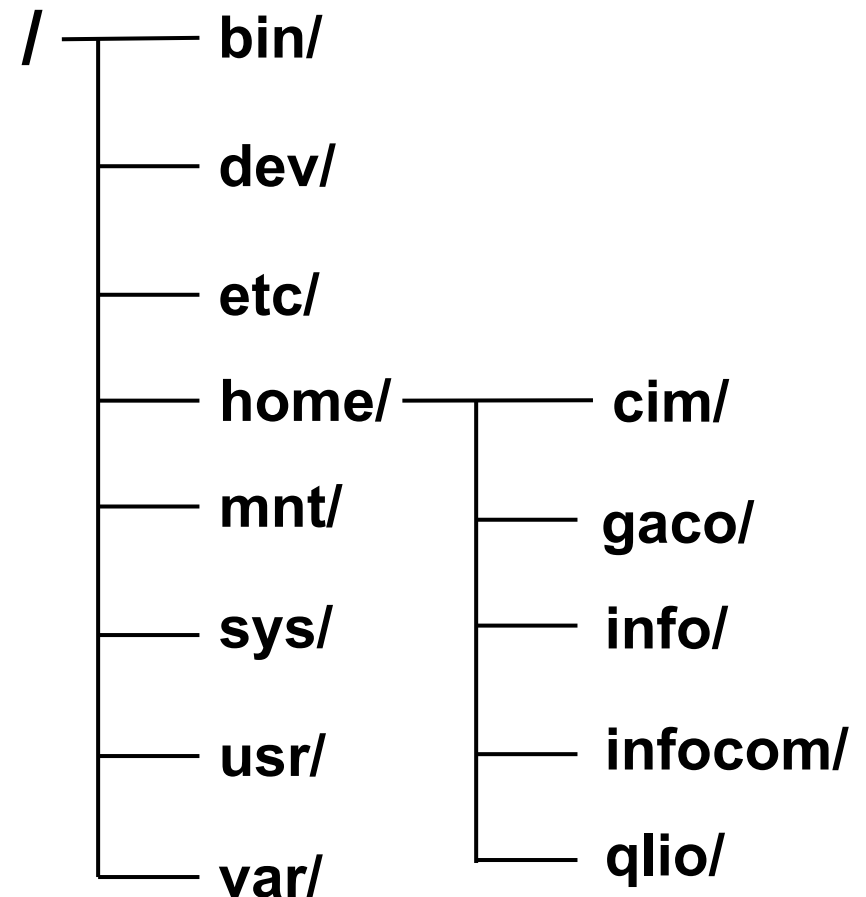 / bin/
dev/
etc/
home/ cim/
mnt/ gaco/
sys/ info/
usr/ infocom/
var/ qlio/